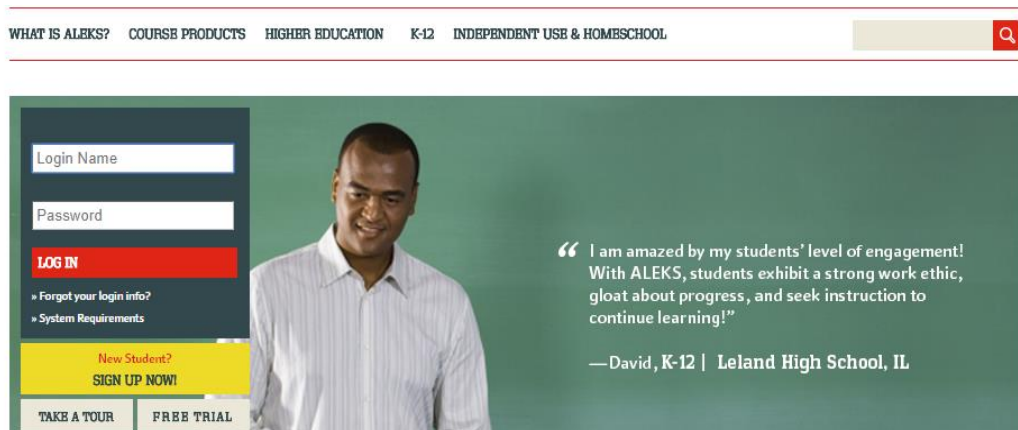 WHAT IS ALEKS? COURSE PRODUCTS HIGHER EDUCATION K-12 INDEPENDENT USE & HOMESCHOOL
Login Name
Password
LOG IN
» Forgot your login info?
» System Requirements
New Student?
SIGN UP NOW!
TAKE A TOUR FREE TRIAL
“ I am amazed by my students' level of engagement!
With ALEKS, students exhibit a strong work ethic,
gloat about progress, and seek instruction to
continue learning!”
—David, K-12 | Leland High School, IL